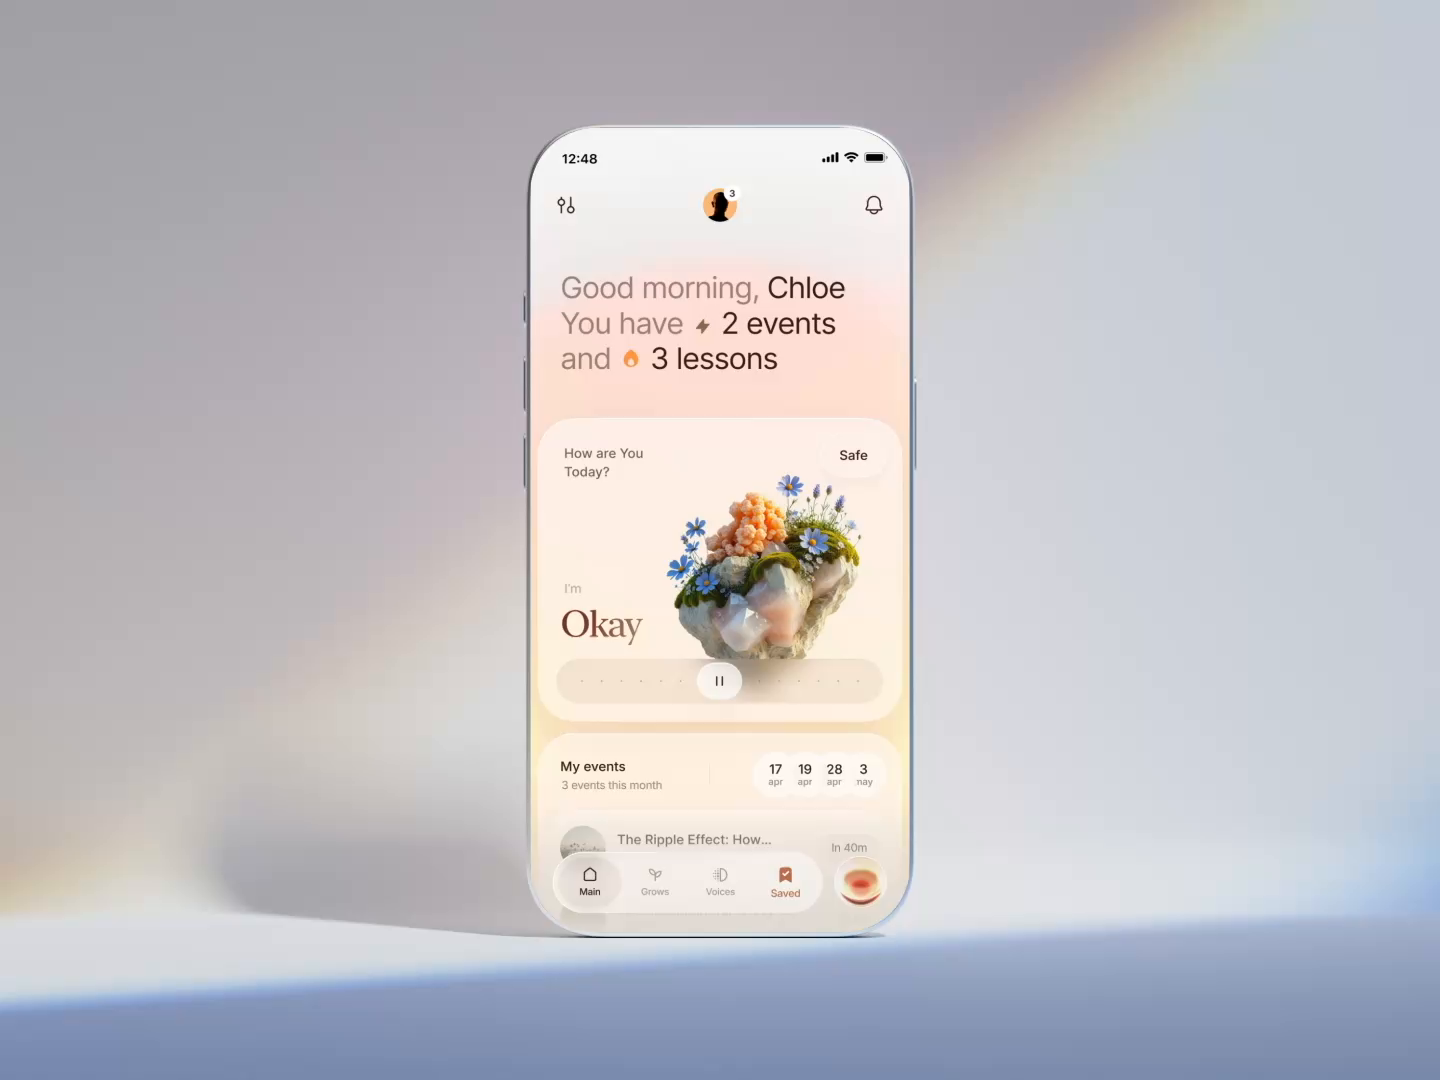 12:48
3
Good morning, Chloe
You have 2 events
and 3 lessons
How are You
Today?
Safe
I'm
Okay
My events
3 events this month
17 19 28 3
apr apr apr may
The Ripple Effect: How...
In 40m
Main Grows Voices Saved